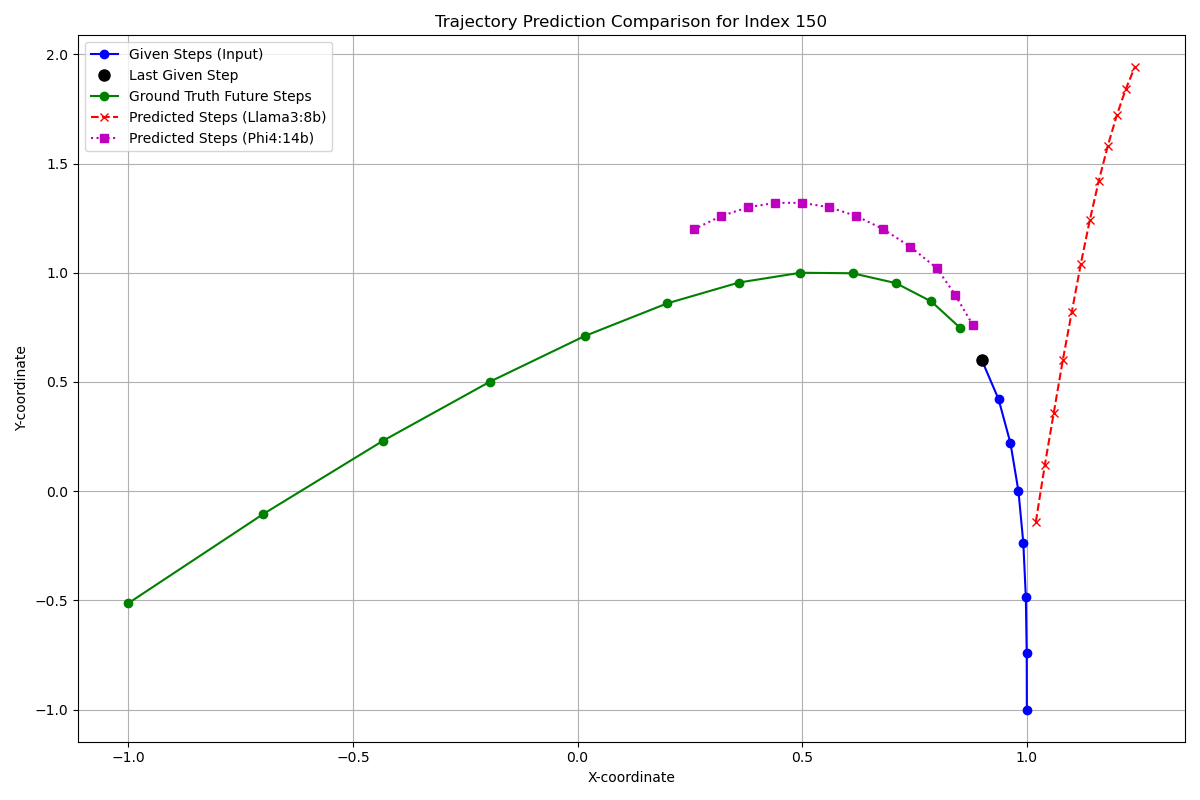 Trajectory Prediction Comparison for Index 150
Given Steps (Input)
Last Given Step
Ground Truth Future Steps
Predicted Steps (Llama3:8b)
Predicted Steps (Phi4:14b)
2.0
1.5
1.0
0.5
0.0
−0.5
−1.0
Y-coordinate
−1.0
−0.5
0.0
0.5
1.0
X-coordinate